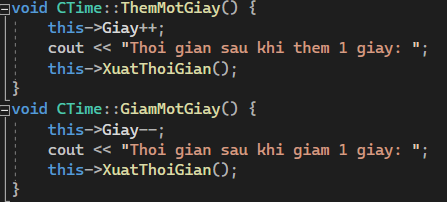 void CTime::ThemMotGiay() {
    this->Giay++;
    cout << "Thoi gian sau khi them 1 giay: ";
    this->XuatThoiGian();
}
void CTime::GiamMotGiay() {
    this->Giay--;
    cout << "Thoi gian sau khi giam 1 giay: ";
    this->XuatThoiGian();
}